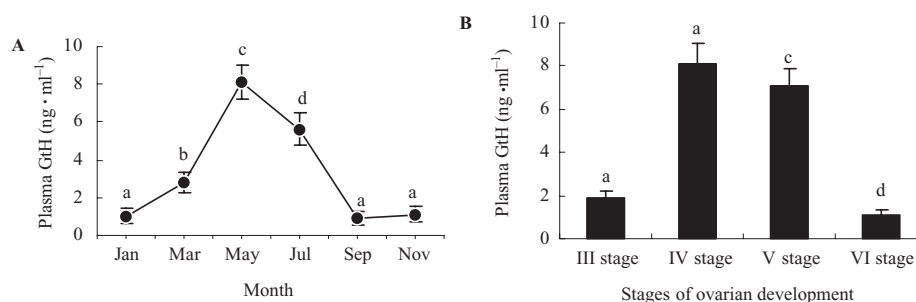 A
Plasma GtH (ng • ml⁻¹)
10
8
6
4
2
0
a
b
c
d
a
a
Jan Mar May Jul Sep Nov
Month
B
Plasma GtH (ng •ml⁻¹)
10
8
6
4
2
0
a
a
c
d
III stage IV stage V stage VI stage
Stages of ovarian development